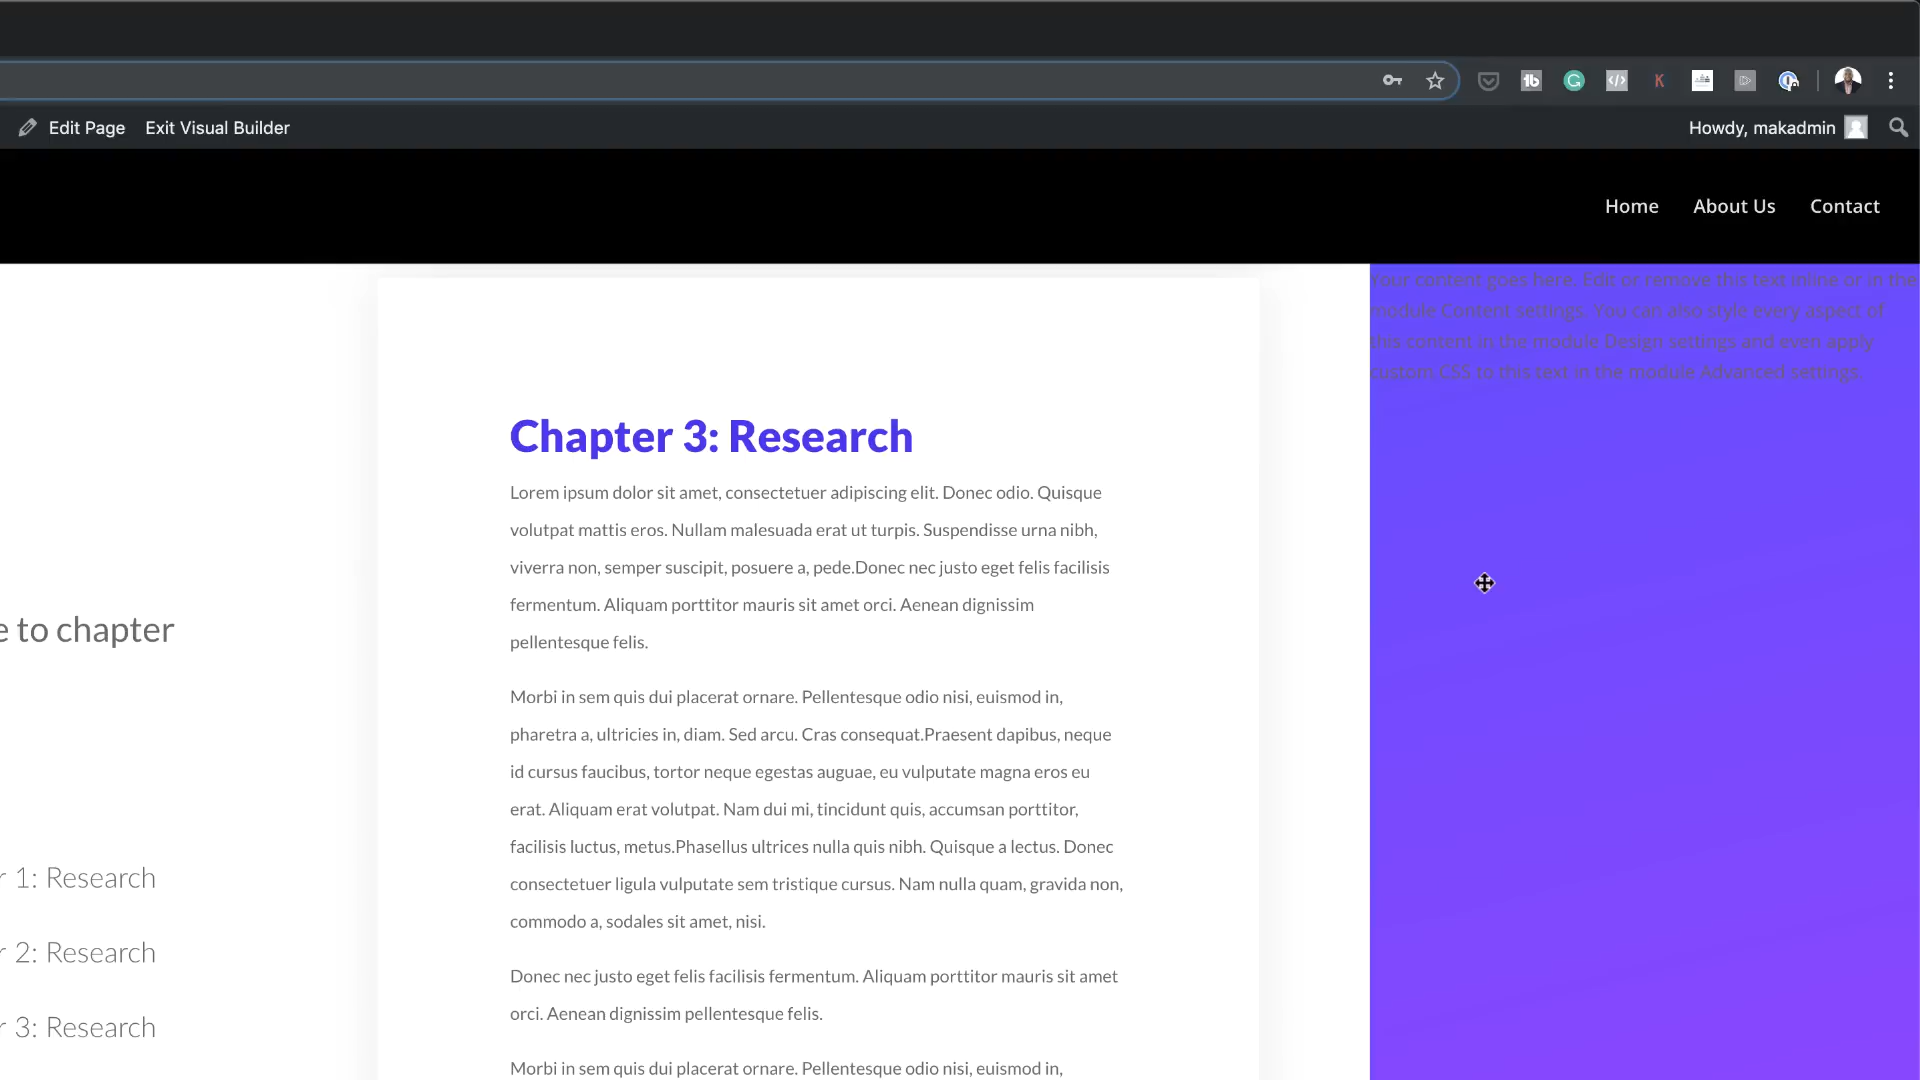 Edit Page Exit Visual Builder Howdy, makadmin
Home About Us Contact
Your content goes here. Edit or remove this text inline or in the
module Content settings. You can also style every aspect of
this content in the module Design settings and even apply
custom CSS to this text in the module Advanced settings.
Chapter 3: Research
Lorem ipsum dolor sit amet, consectetuer adipiscing elit. Donec odio. Quisque
volutpat mattis eros. Nullam malesuada erat ut turpis. Suspendisse urna nibh,
viverra non, semper suscipit, posuere a, pede.Donec nec justo eget felis facilisis
fermentum. Aliquam porttitor mauris sit amet orci. Aenean dignissim
pellentesque felis.
Morbi in sem quis dui placerat ornare. Pellentesque odio nisi, euismod in,
pharetra a, ultricies in, diam. Sed arcu. Cras consequat.Praesent dapibus, neque
id cursus faucibus, tortor neque egestas auguae, eu vulputate magna eros eu
erat. Aliquam erat volutpat. Nam dui mi, tincidunt quis, accumsan porttitor,
facilisis luctus, metus.Phasellus ultrices nulla quis nibh. Quisque a lectus. Donec
consectetuer ligula vulputate sem tristique cursus. Nam nulla quam, gravida non,
commodo a, sodales sit amet, nisi.
Donec nec justo eget felis facilisis fermentum. Aliquam porttitor mauris sit amet
orci. Aenean dignissim pellentesque felis.
Morbi in sem quis dui placerat ornare. Pellentesque odio nisi, euismod in,
e to chapter
r 1: Research
r 2: Research
r 3: Research